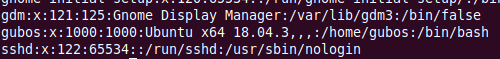 gdm:x:121:125:Gnome Display Manager:/var/lib/gdm3:/bin/false
gubos:x:1000:1000:Ubuntu x64 18.04.3,,,:/home/gubos:/bin/bash
sshd:x:122:65534::/run/sshd:/usr/sbin/nologin